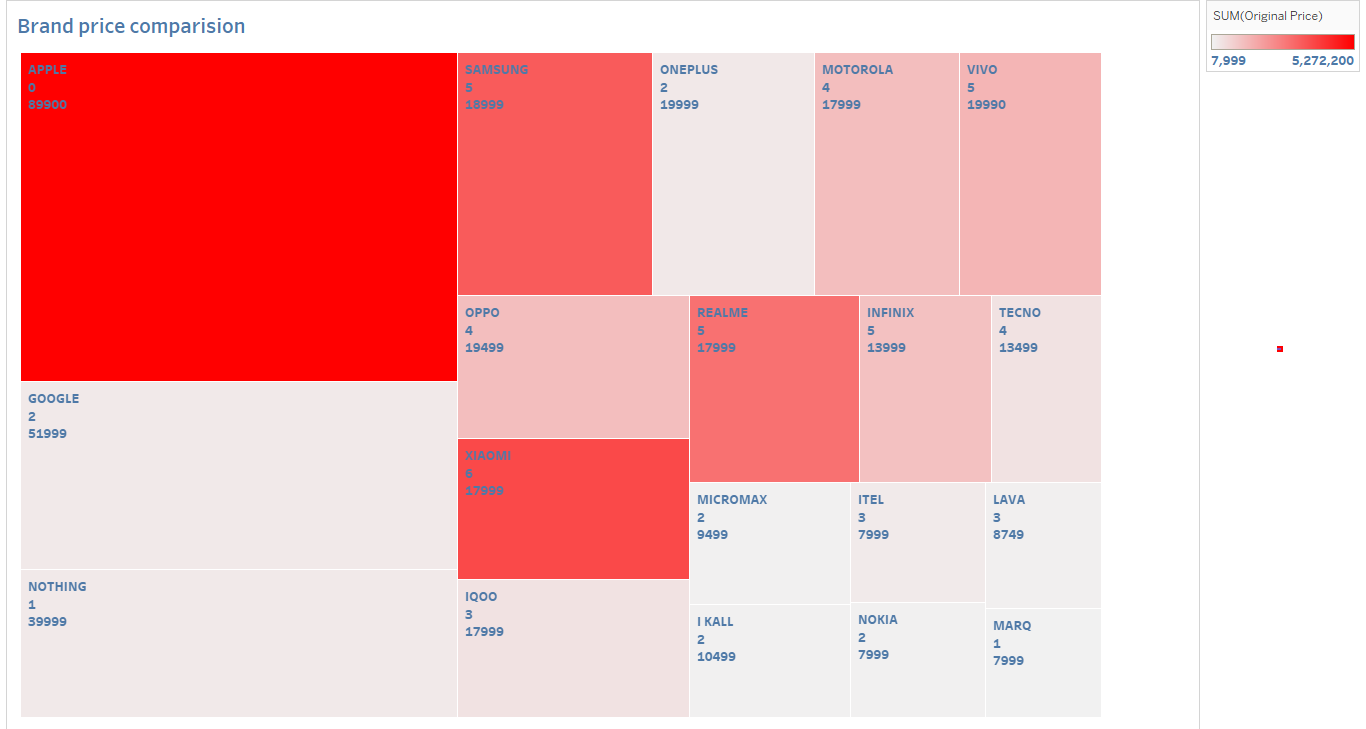 Brand price comparision
SUM(Original Price)
7,999 5,272,200
APPLE
0
89900
SAMSUNG
5
18999
ONEPLUS
2
19999
MOTOROLA
4
17999
VIVO
5
19990
OPPO
4
19499
REALME
5
17999
INFINIX
5
13999
TECNO
4
13499
GOOGLE
2
51999
XIAOMI
6
17999
MICROMAX
2
9499
ITEL
3
7999
LAVA
3
8749
NOTHING
1
39999
IQOO
3
17999
I KALL
2
10499
NOKIA
2
7999
MARQ
1
7999